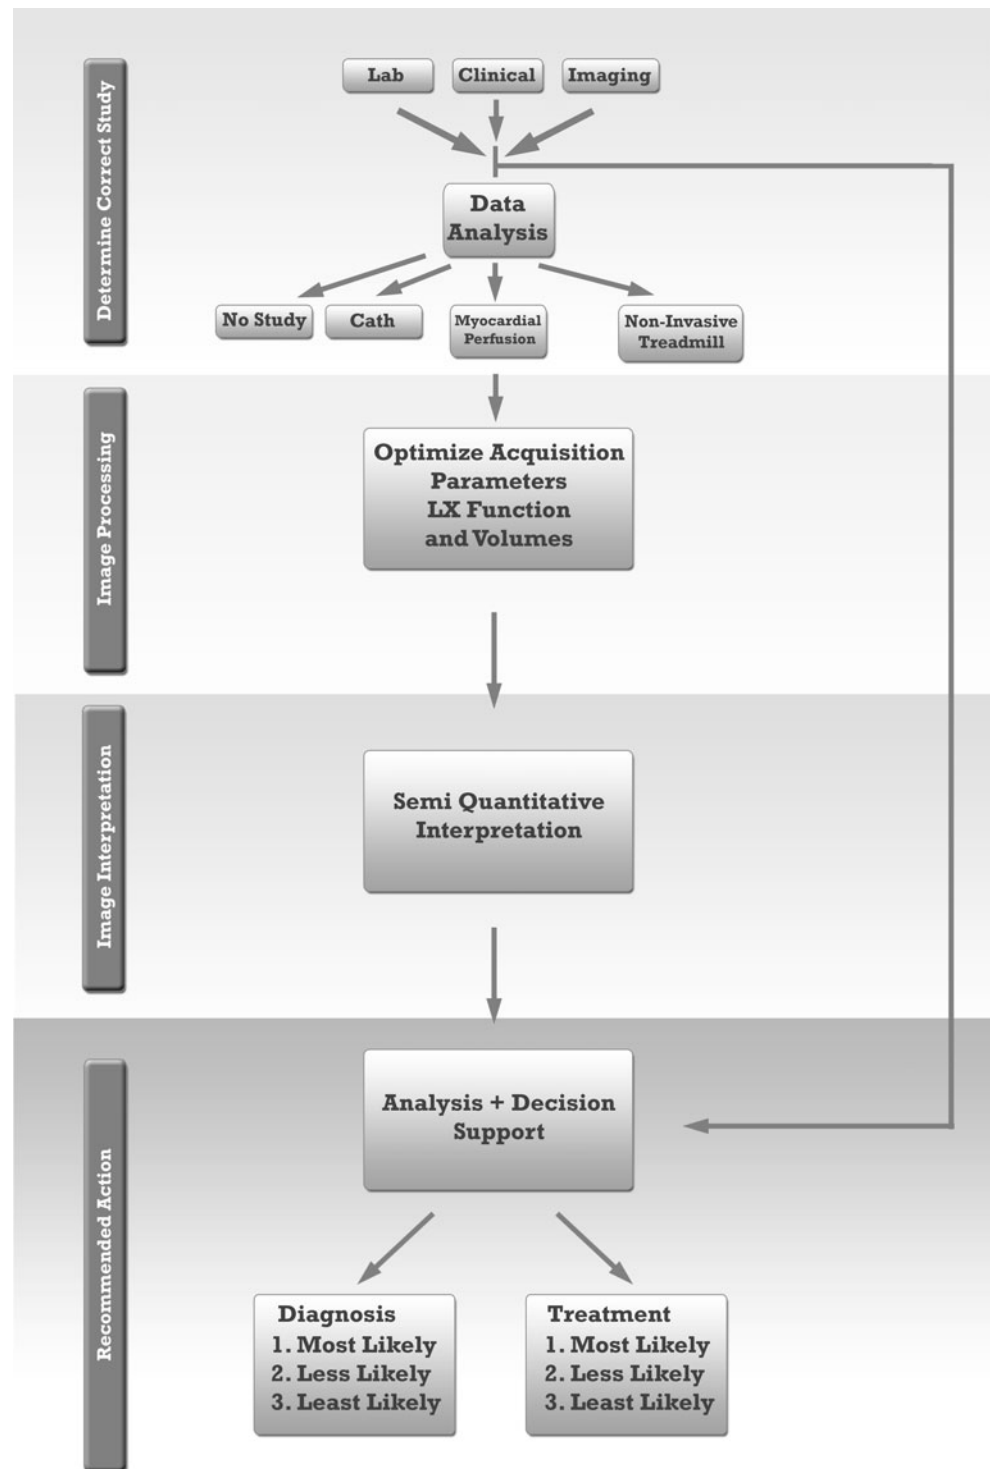 Determine Correct Study
Lab
Clinical
Imaging
Data
Analysis
No Study
Cath
Myocardial
Perfusion
Non-Invasive
Treadmill
Image Processing
Optimize Acquisition
Parameters
LX Function
and Volumes
Image Interpretation
Semi Quantitative
Interpretation
Recommended Action
Analysis + Decision
Support
Diagnosis
1. Most Likely
2. Less Likely
3. Least Likely
Treatment
1. Most Likely
2. Less Likely
3. Least Likely